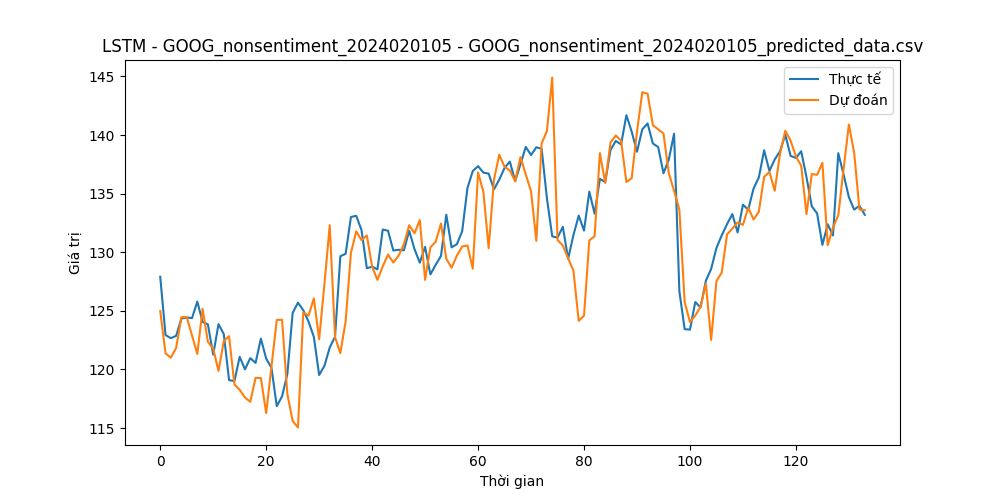 LSTM - GOOG_nonsentiment_2024020105 - GOOG_nonsentiment_2024020105_predicted_data.csv
Thực tế
Dự đoán
Giá trị
145
140
135
130
125
120
115
0 20 40 60 80 100 120
Thời gian